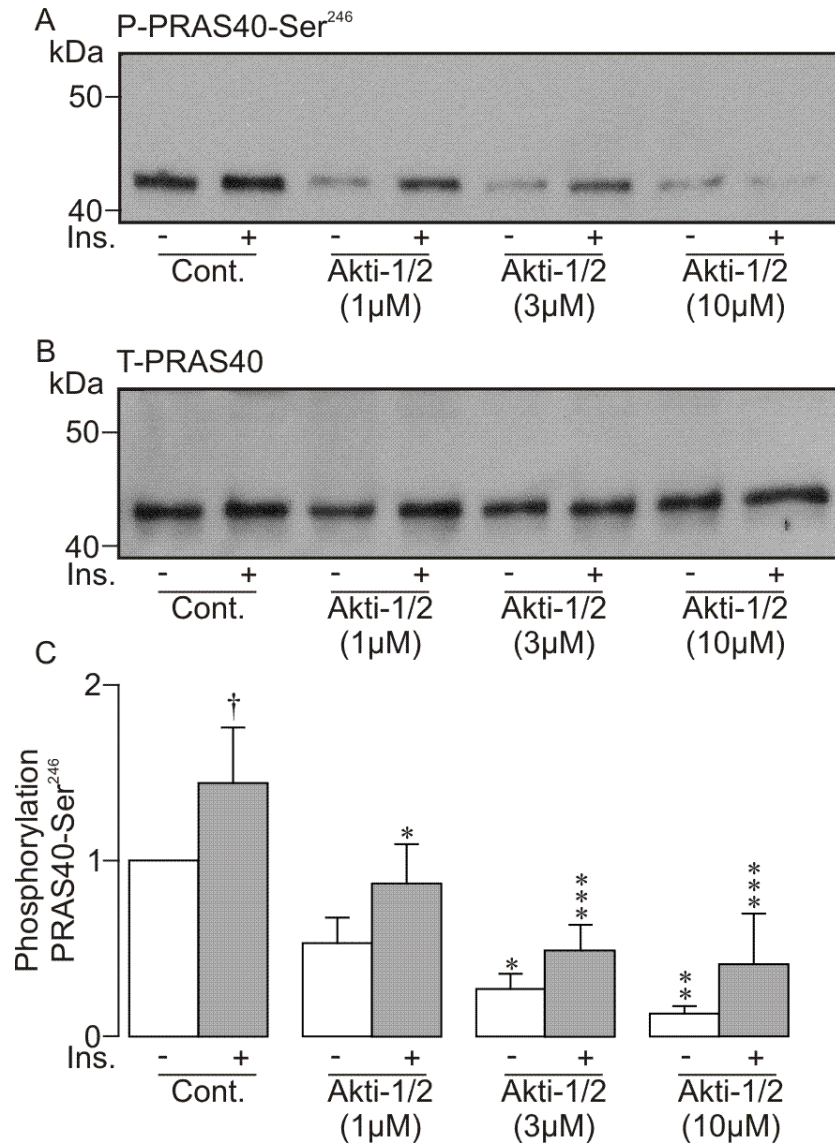 A P-PRAS40-Ser²⁴⁶
kDa
50
40
Ins. - + - + - + - +
Cont. Akti-1/2 Akti-1/2 Akti-1/2
(1µM) (3µM) (10µM)
B T-PRAS40
kDa
50
40
Ins. - + - + - + - +
Cont. Akti-1/2 Akti-1/2 Akti-1/2
(1µM) (3µM) (10µM)
C
Phosphorylation
PRAS40-Ser²⁴⁶
2
1
0
†
*
*
***
**
***
Ins. - + - + - + - +
Cont. Akti-1/2 Akti-1/2 Akti-1/2
(1µM) (3µM) (10µM)